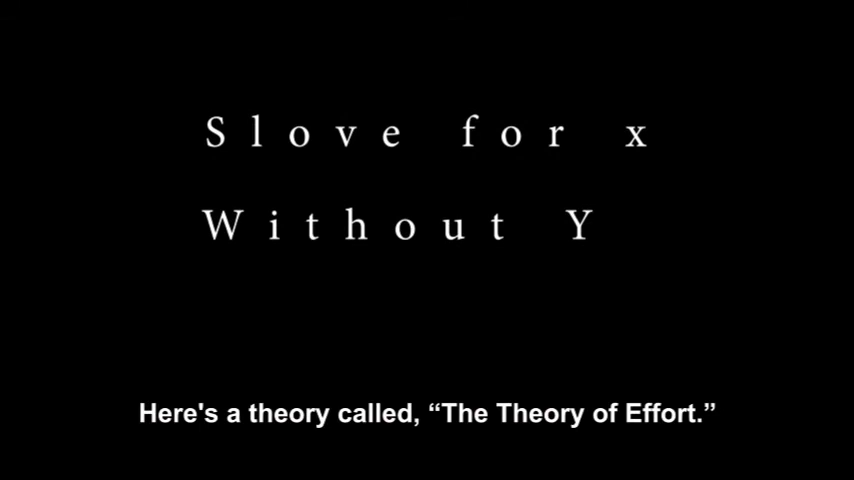 Slove for x
Without Y
Here's a theory called, “The Theory of Effort.”